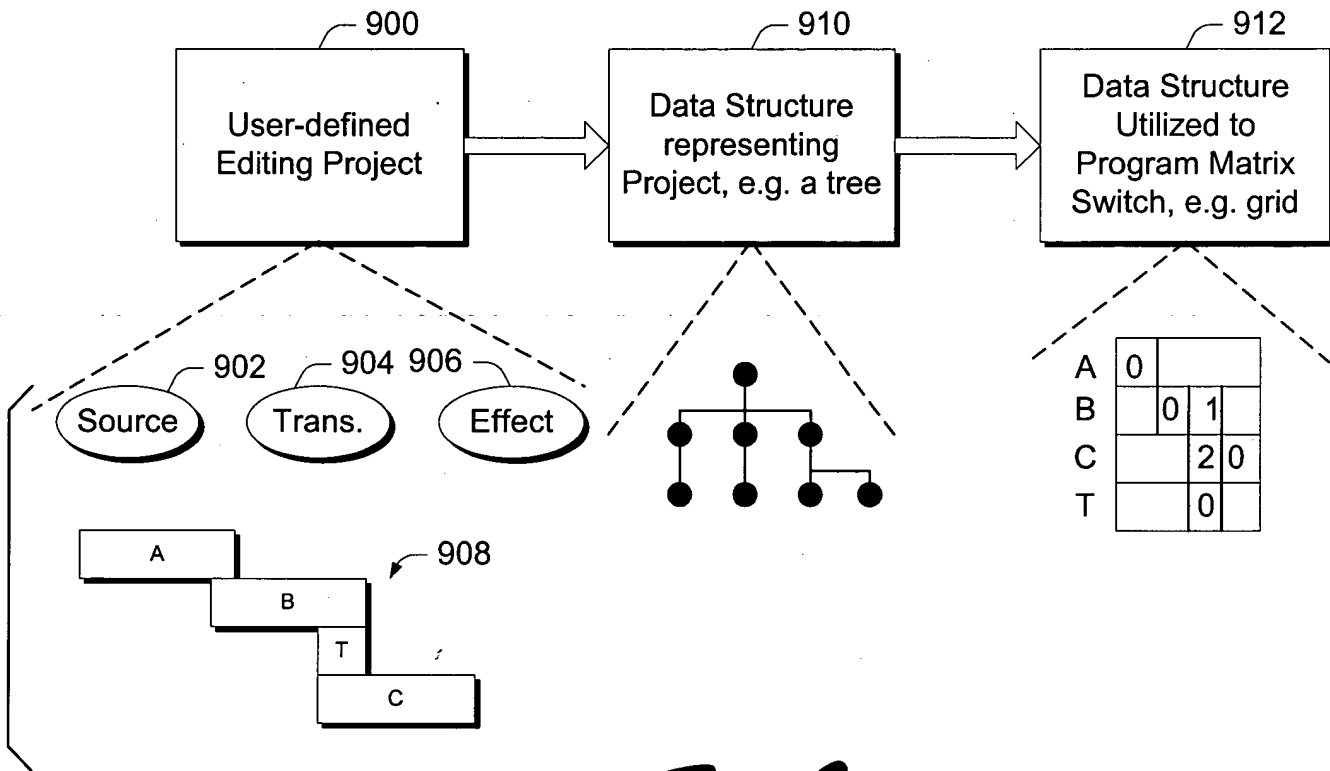 900
910
912
User-defined
Editing Project
Data Structure
representing
Project, e.g. a tree
Data Structure
Utilized to
Program Matrix
Switch, e.g. grid
902
904
906
Source
Trans.
Effect
A
B
T
C
908
A 0
B 0 1
C 2 0
T 0